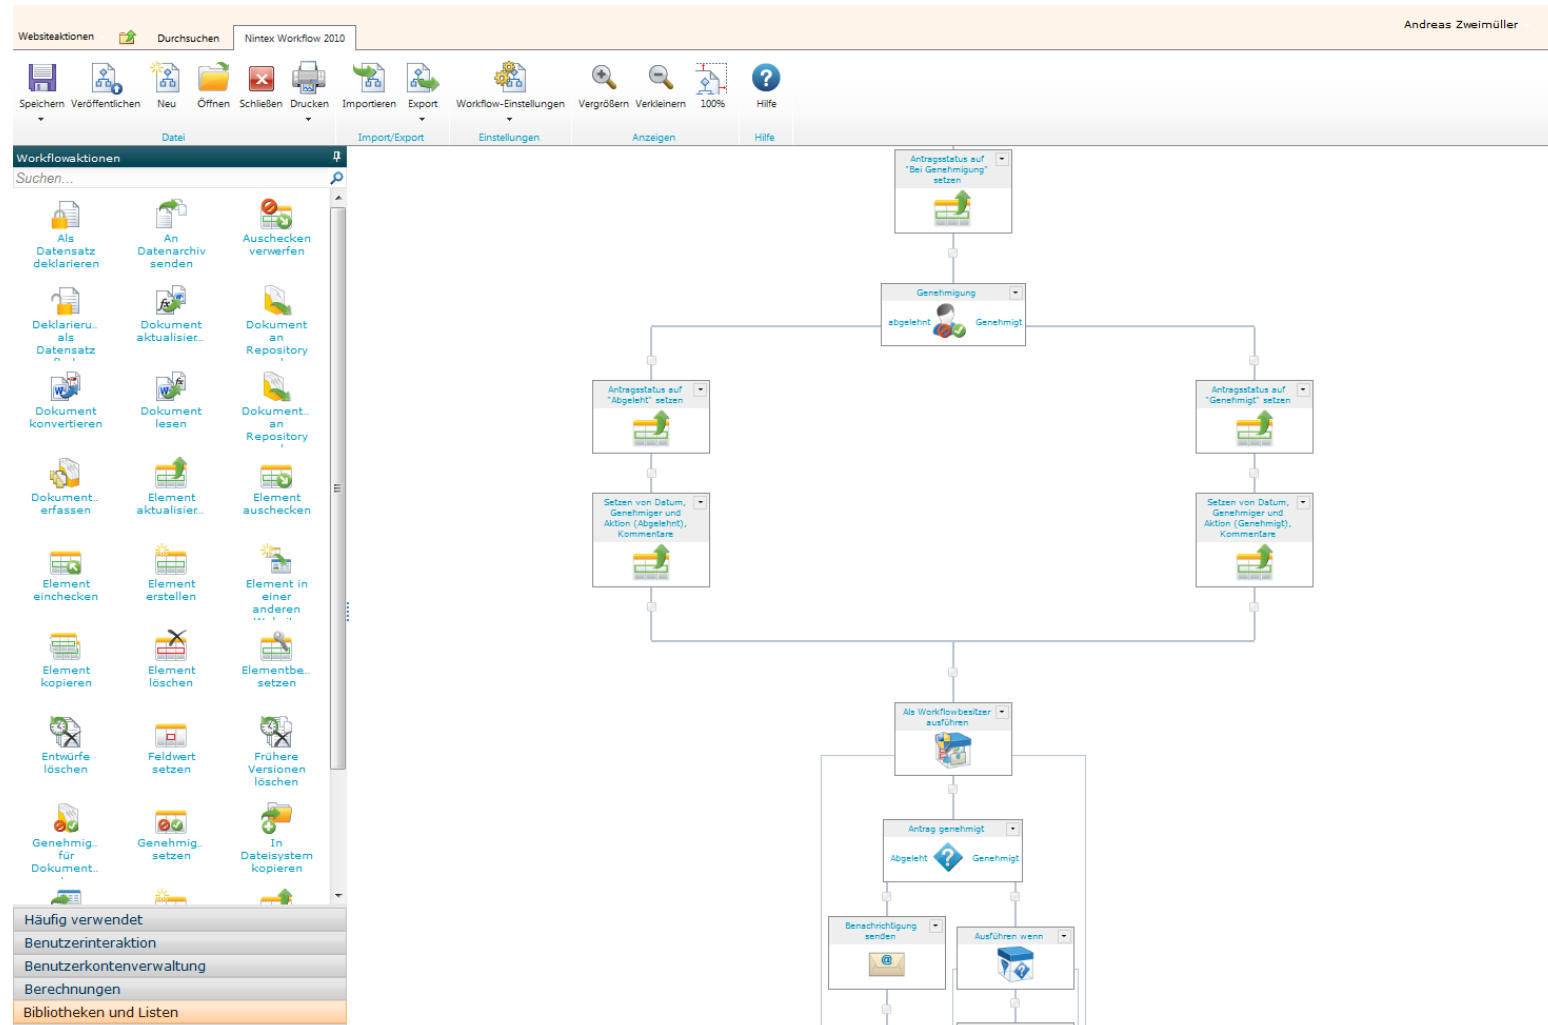 Andreas Zweimüller
Websiteaktionen
Durchsuchen
Nintex Workflow 2010
Speichern
Veröffentlichen
Neu
Öffnen
Schließen
Drucken
Importieren
Export
Workflow-Einstellungen
Vergrößern
Verkleinern
100%
Hilfe
Datei
Import/Export
Einstellungen
Anzeigen
Hilfe
Workflowaktionen
Suchen...
Als
Datensatz
deklarieren
An
Datenarchiv
senden
Auschecken
verwerfen
Deklarieru..
als
Datensatz
Dokument
aktualisier...
Dokument
an
Repository
Dokument
konvertieren
Dokument
lesen
Dokument..
an
Repository
Dokument..
erfassen
Element
aktualisier...
Element
auschecken
Element
einchecken
Element
erstellen
Element in
einer
anderen
Element
kopieren
Element
löschen
Elementbe..
setzen
Entwürfe
löschen
Feldwert
setzen
Frühere
Versionen
löschen
Genehmig..
für
Dokument..
Genehmig..
setzen
In
Dateisystem
kopieren
Häufig verwendet
Benutzerinteraktion
Benutzerkontenverwaltung
Berechnungen
Bibliotheken und Listen
Antragsstatus auf
"Bei Genehmigung"
setzen
Genehmigung
abgelehnt
Genehmigt
Antragsstatus auf
"Abgeleht" setzen
Antragsstatus auf
"Genehmigt" setzen
Setzen von Datum,
Genehmiger und
Aktion (Abgelehnt),
Kommentare
Setzen von Datum,
Genehmiger und
Aktion (Genehmigt),
Kommentare
Als Workflowbesitzer
ausführen
Antrag genehmigt
Abgeleht
Genehmigt
Benachrichtigung
senden
Ausführen wenn